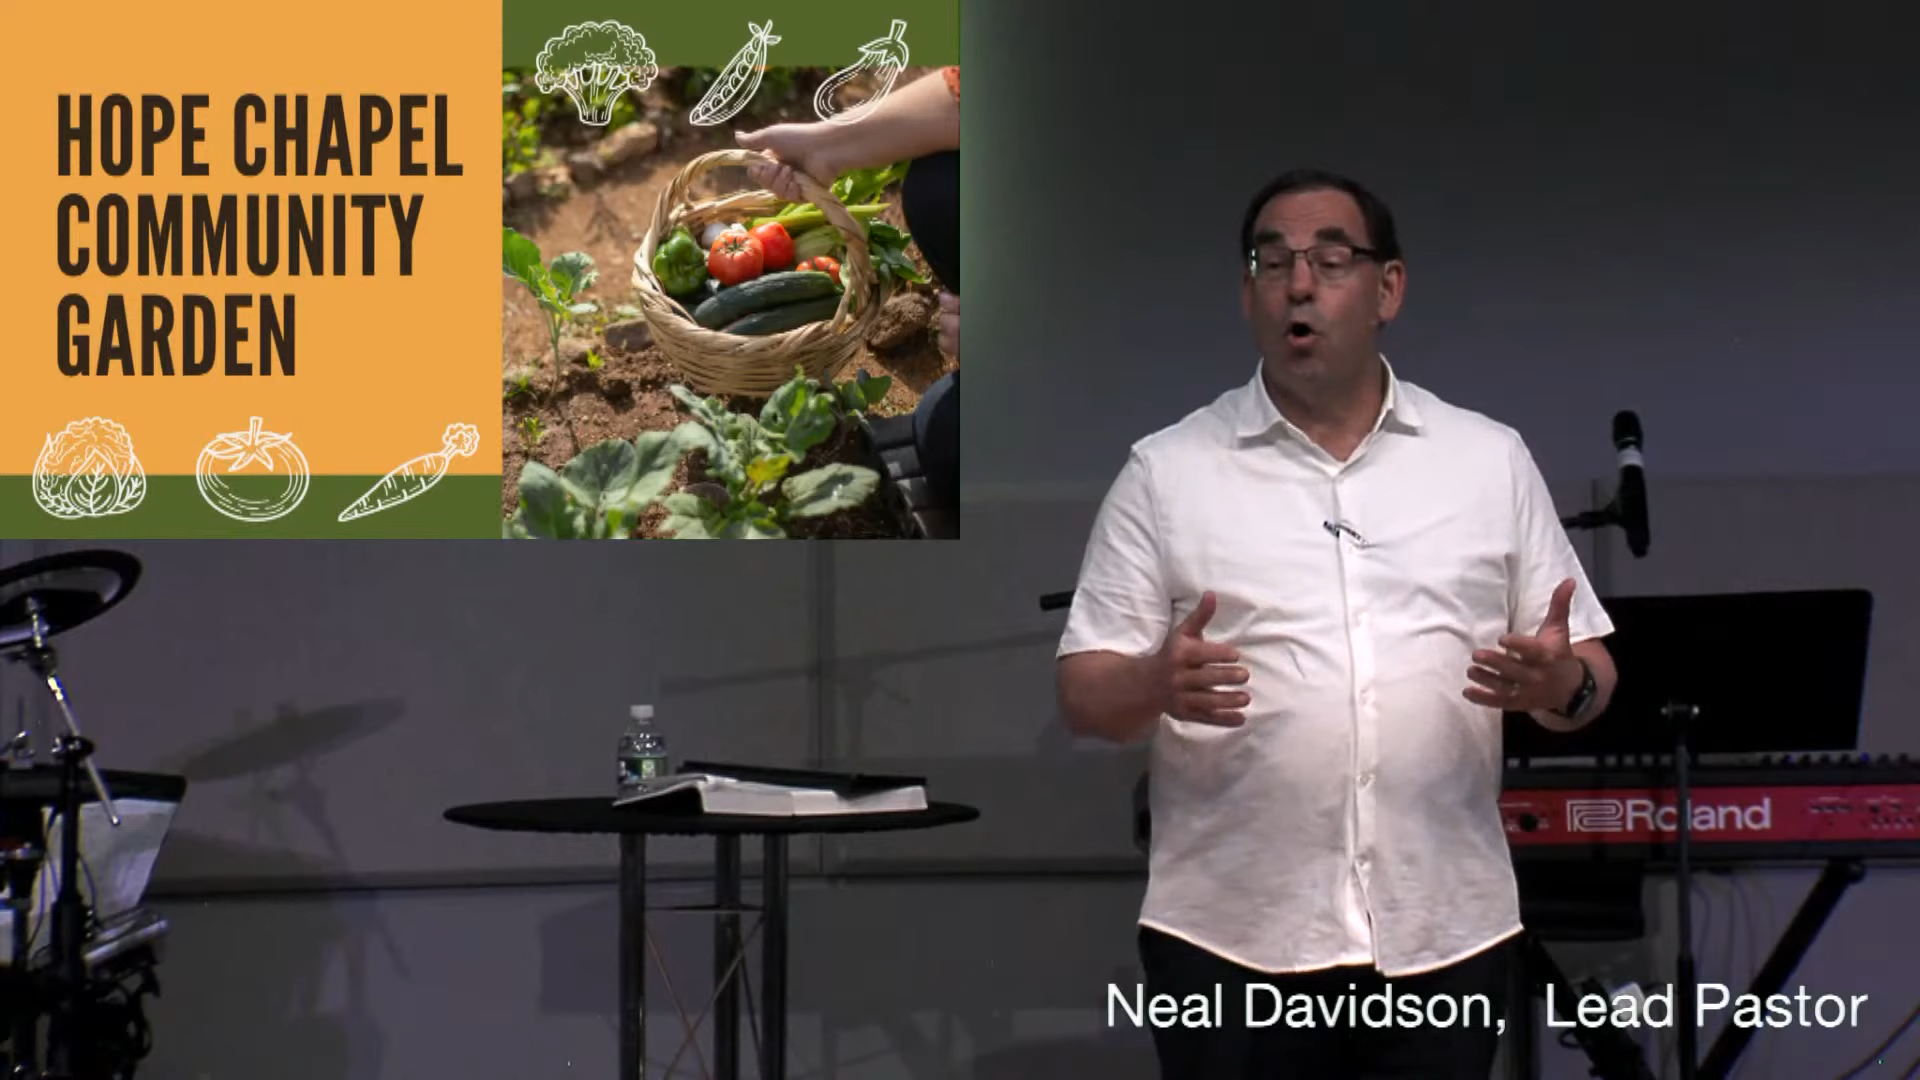 HOPE CHAPEL
COMMUNITY
GARDEN
Roland
Neal Davidson, Lead Pastor